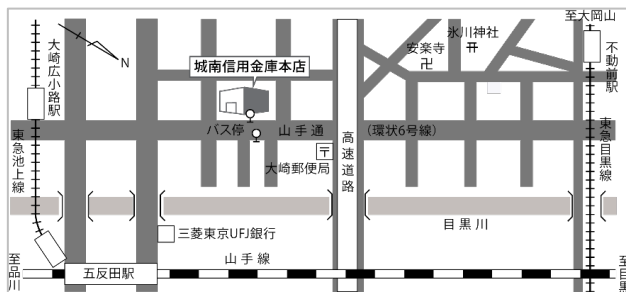 至大岡山
氷川神社
安楽寺
大崎広小路駅
N
城南信用金庫本店
不動前駅
バス停
山手通
(環状6号線)
高速道路
東急池上線
大崎郵便局
東急目黒線
目黒川
三菱東京UFJ銀行
山手線
至品川
五反田駅
至目黒